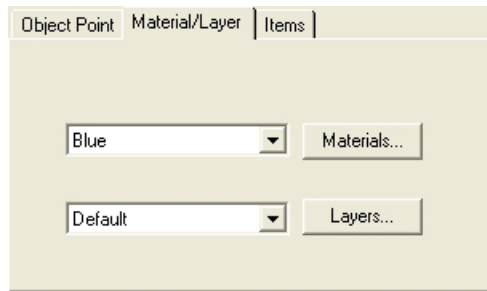 Object Point Material/Layer Items
Blue Materials...
Default Layers...